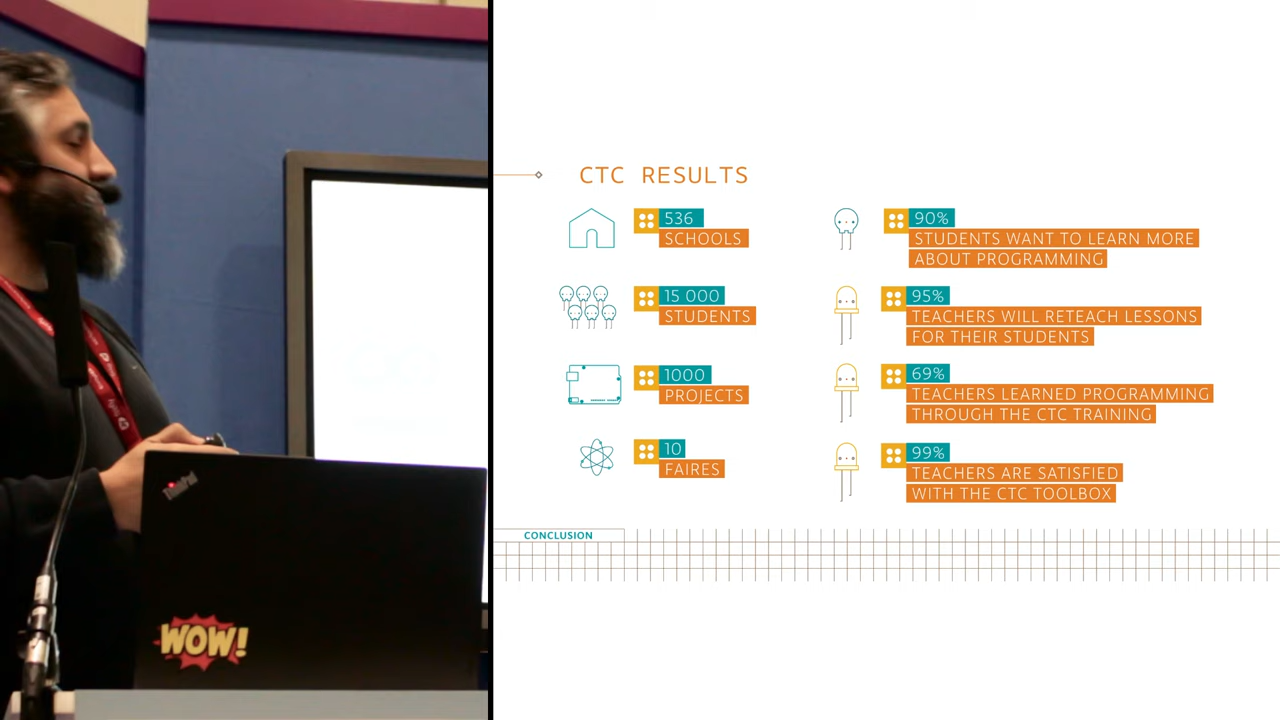 CTC RESULTS
536
SCHOOLS
15 000
STUDENTS
1000
PROJECTS
10
FAIRES
90%
STUDENTS WANT TO LEARN MORE
ABOUT PROGRAMMING
95%
TEACHERS WILL RETEACH LESSONS
FOR THEIR STUDENTS
69%
TEACHERS LEARNED PROGRAMMING
THROUGH THE CTC TRAINING
99%
TEACHERS ARE SATISFIED
WITH THE CTC TOOLBOX
CONCLUSION
ThinkPad
WOW!